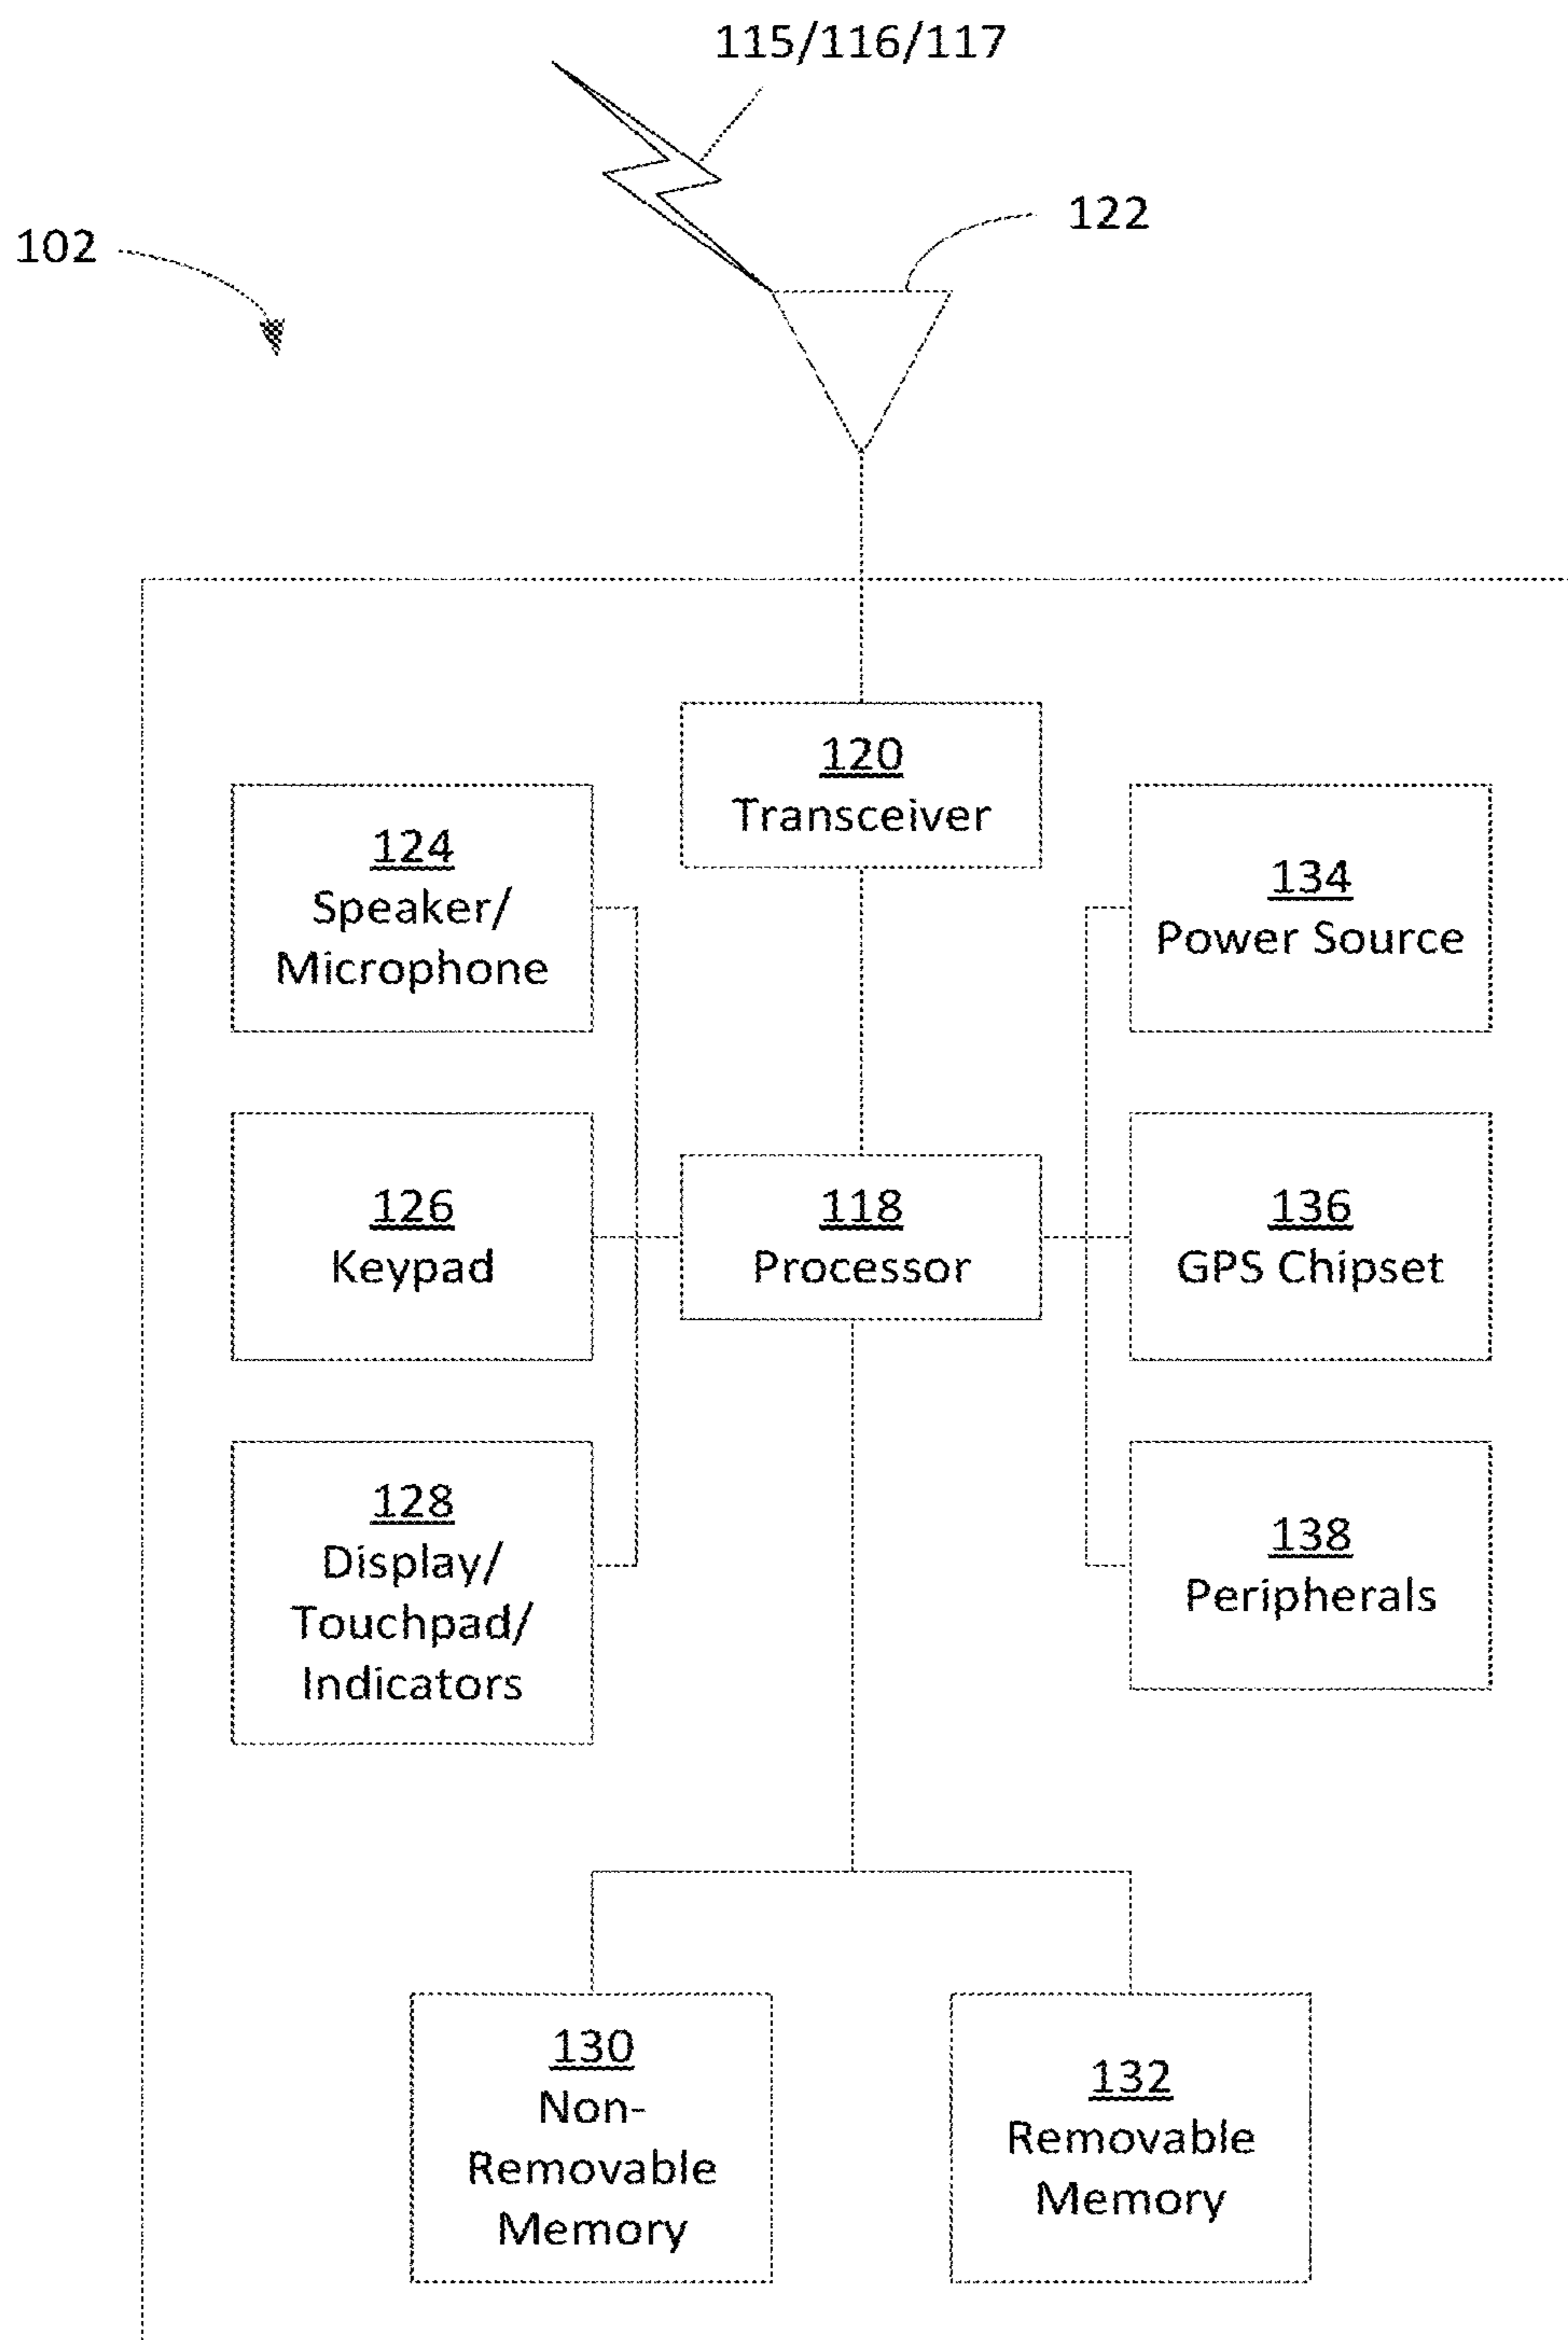 115/116/117
122
102
120
Transceiver
124
Speaker/
Microphone
134
Power Source
126
Keypad
118
Processor
136
GPS Chipset
128
Display/
Touchpad/
Indicators
138
Peripherals
130
Non-
Removable
Memory
132
Removable
Memory